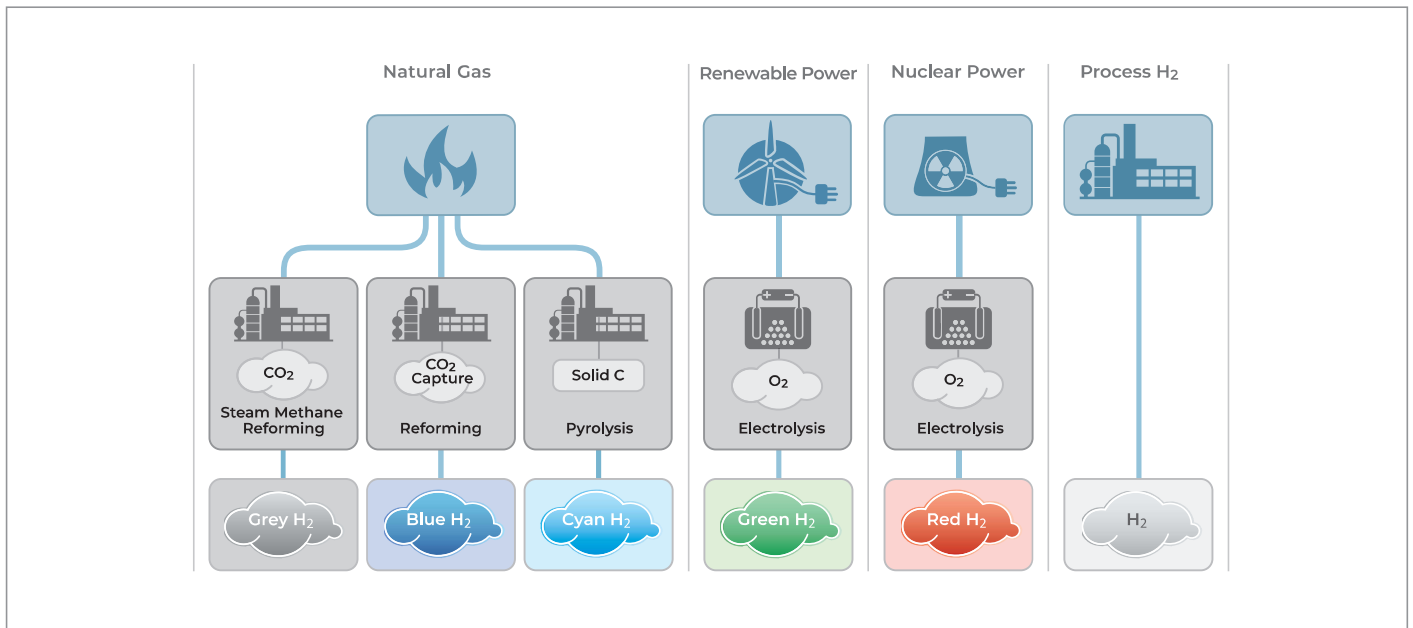 Natural Gas
Renewable Power
Nuclear Power
Process H₂
CO₂
Steam Methane
Reforming
CO₂
Capture
Reforming
Solid C
Pyrolysis
O₂
Electrolysis
O₂
Electrolysis
Grey H₂
Blue H₂
Cyan H₂
Green H₂
Red H₂
H₂